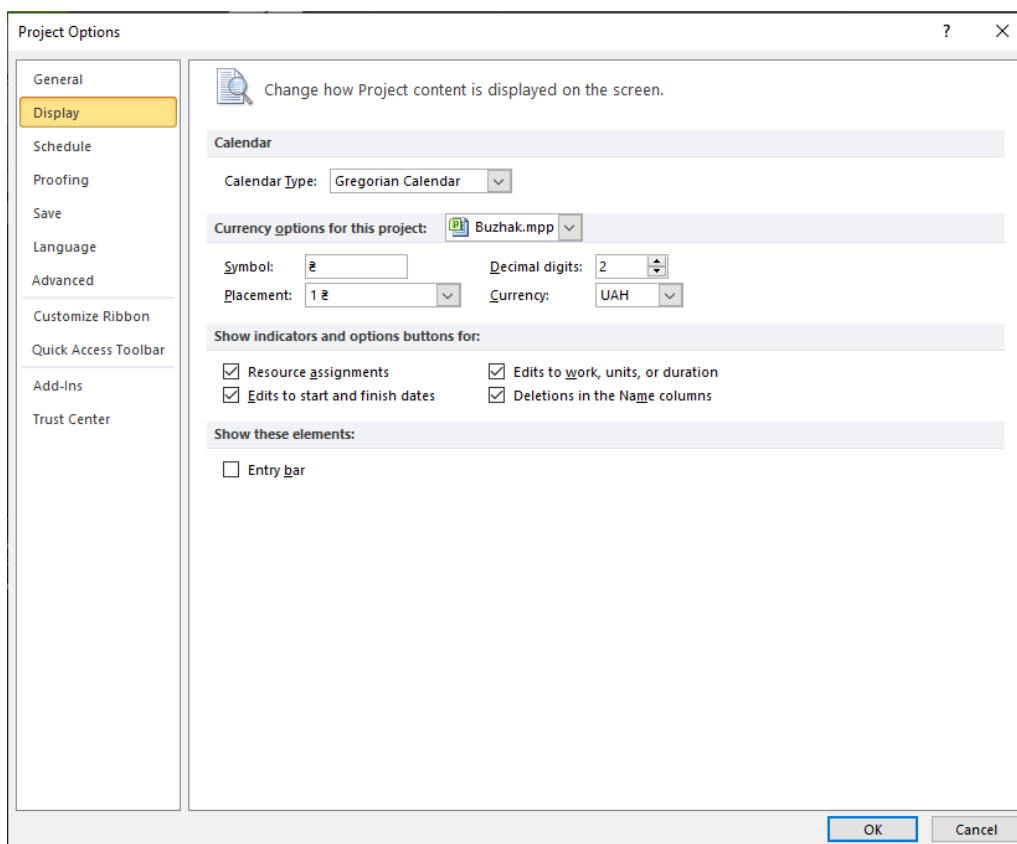 Project Options ?
General
Display
Schedule
Proofing
Save
Language
Advanced
Customize Ribbon
Quick Access Toolbar
Add-Ins
Trust Center
Change how Project content is displayed on the screen.
Calendar
Calendar Type: Gregorian Calendar
Currency options for this project: Buzhak.mpp
Symbol: ₴ Decimal digits: 2
Placement: 1 ₴ Currency: UAH
Show indicators and options buttons for:
Resource assignments Edits to work, units, or duration
Edits to start and finish dates Deletions in the Name columns
Show these elements:
Entry bar
OK Cancel